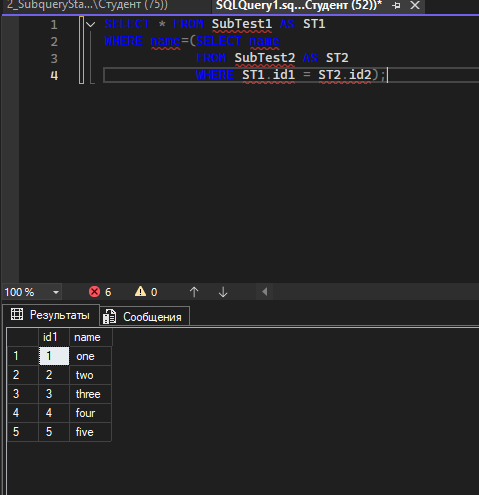 2_SubquerySta...\Студент (75))
SQLQuery1.sq...Студент (52))*
1 SELECT * FROM SubTest1 AS ST1
2 WHERE name=(SELECT name
3 FROM SubTest2 AS ST2
4 WHERE ST1.id1 = ST2.id2);
100 % 6 0
Результаты Сообщения
id1 name
1 1 one
2 2 two
3 3 three
4 4 four
5 5 five